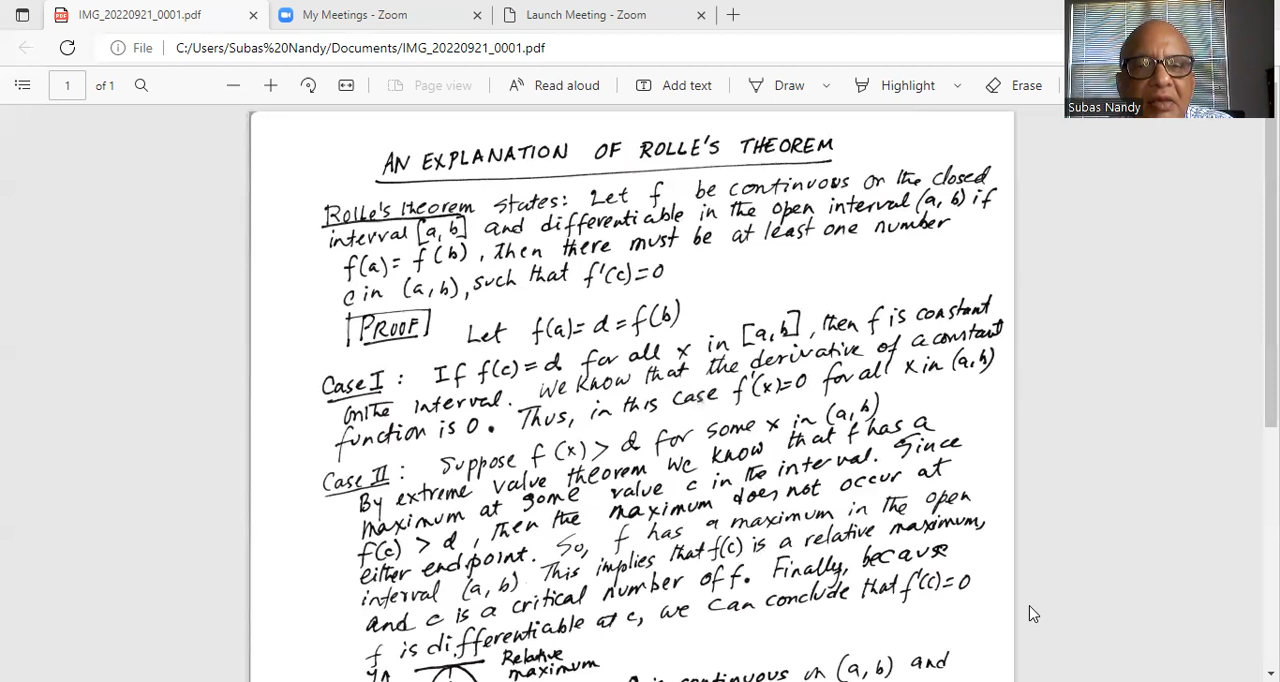 IMG_20220921_0001.pdf
My Meetings - Zoom
Launch Meeting - Zoom
File
C:/Users/Subas%20Nandy/Documents/IMG_20220921_0001.pdf
1 of 1
Page view
Read aloud
Add text
Draw
Highlight
Erase
Subas Nandy
AN EXPLANATION OF ROLLE'S THEOREM
Rolle's theorem states: Let f be continuous on the closed
interval [a, b] and differentiable in the open interval (a, b) if
f(a) = f(b), Then there must be at least one number
c in (a, b), such that f'(c)=0
PROOF Let f(a)= d = f(b)
Case I : If f(c) = d for all x in [a,b], then f is constant
on the interval. We know that the derivative of a constant
function is 0. Thus, in this case f'(x)=0 for all x in (a,b)
Case II : Suppose f(x) > d for some x in (a,b)
By extreme value theorem we know that f has a
maximum at some value c in the interval. Since
f(c) > d, Then the maximum does not occur at
either endpoint. So, f has a maximum in the open
interval (a, b). This implies that f(c) is a relative maximum,
and c is a critical number of f. Finally, because
f is differentiable at c, we can conclude that f'(c)=0
Relative
maximum
is continuous on (a, b) and